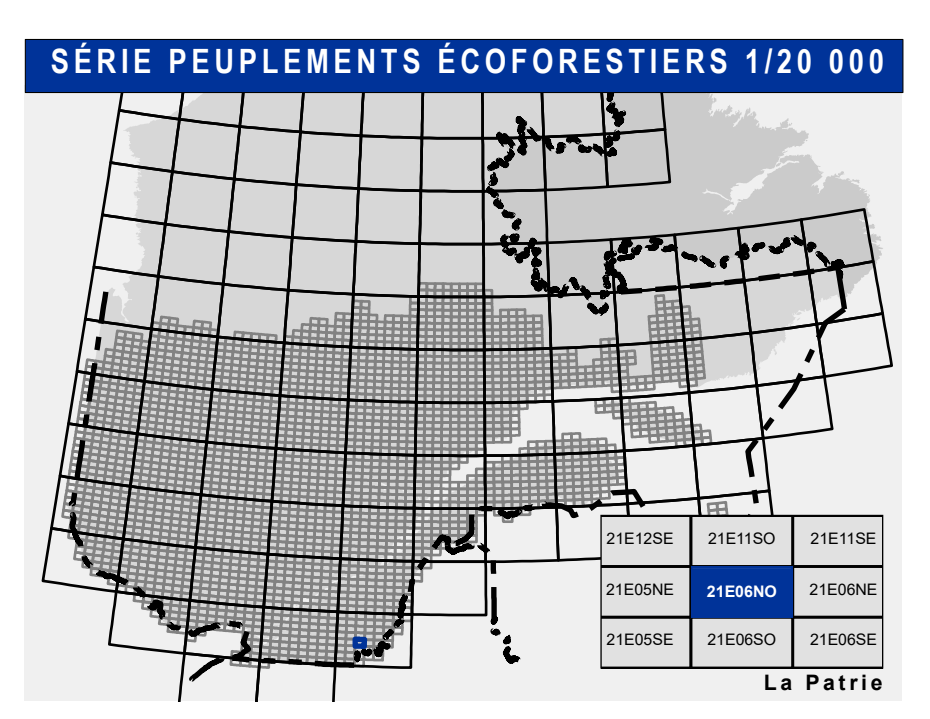 SÉRIE PEUPLEMENTS ÉCOFORESTIERS 1/20 000
21E12SE 21E11SO 21E11SE
21E05NE 21E06NO 21E06NE
21E05SE 21E06SO 21E06SE
La Patrie